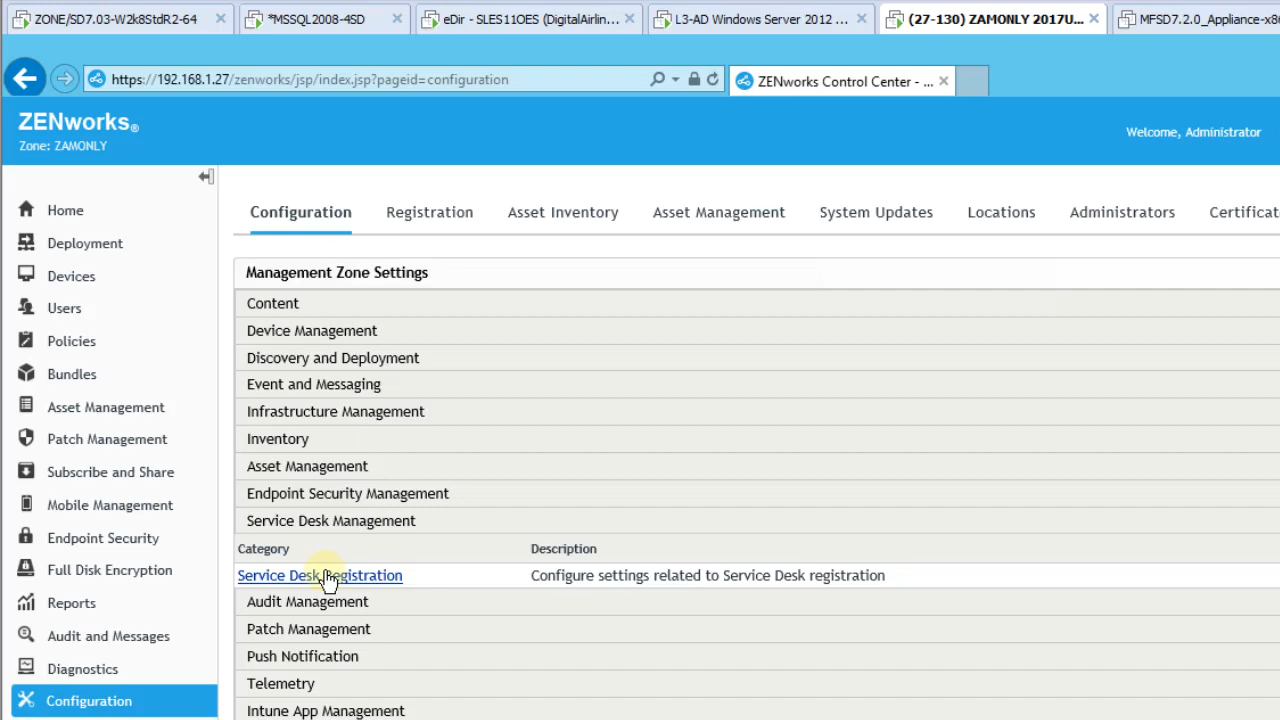 ZONE/SD7.03-W2k8StdR2-64
*MSSQL2008-4SD
eDir - SLES11OES (DigitalAirlin...
L3-AD Windows Server 2012 ...
(27-130) ZAMONLY 2017U...
MFSD7.2.0_Appliance-x8
https://192.168.1.27/zenworks/jsp/index.jsp?pageid=configuration
ZENworks Control Center - ...
ZENworks®
Zone: ZAMONLY
Welcome, Administrator
Home
Deployment
Devices
Users
Policies
Bundles
Asset Management
Patch Management
Subscribe and Share
Mobile Management
Endpoint Security
Full Disk Encryption
Reports
Audit and Messages
Diagnostics
Configuration
Configuration
Registration
Asset Inventory
Asset Management
System Updates
Locations
Administrators
Certificat
Management Zone Settings
Content
Device Management
Discovery and Deployment
Event and Messaging
Infrastructure Management
Inventory
Asset Management
Endpoint Security Management
Service Desk Management
Category
Description
Service Desk Registration
Configure settings related to Service Desk registration
Audit Management
Patch Management
Push Notification
Telemetry
Intune App Management